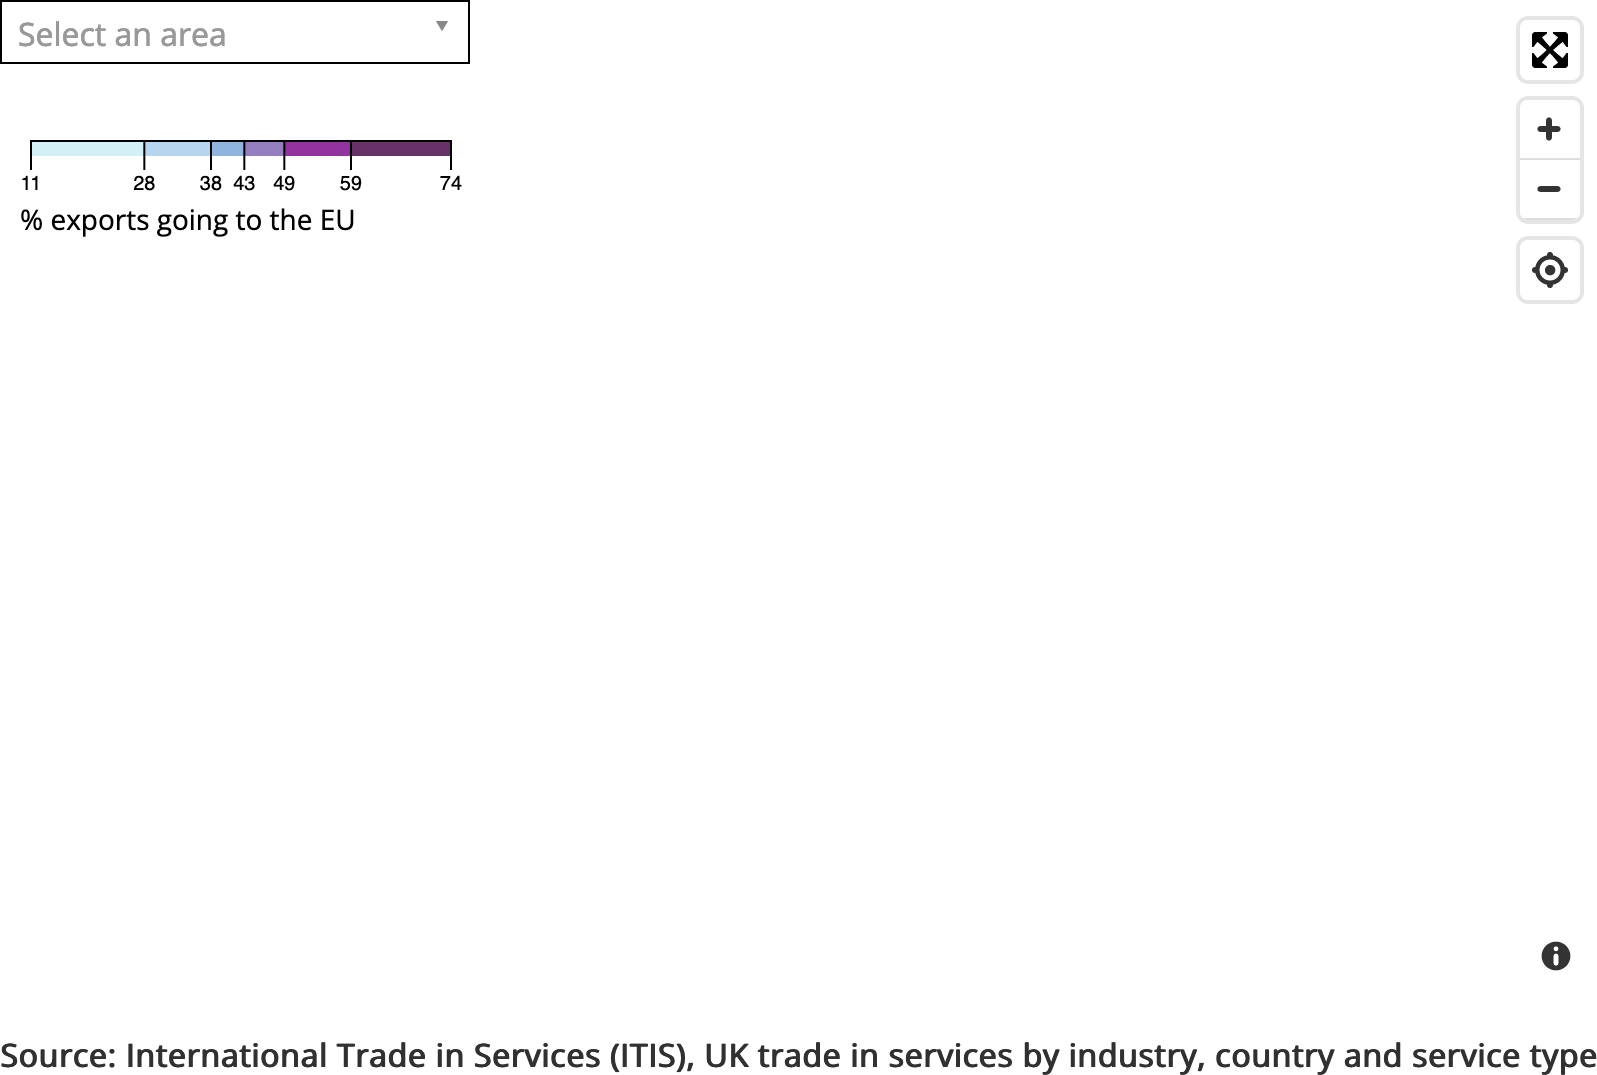 Select an area
11 28 38 43 49 59 74
% exports going to the EU
Source: International Trade in Services (ITIS), UK trade in services by industry, country and service type